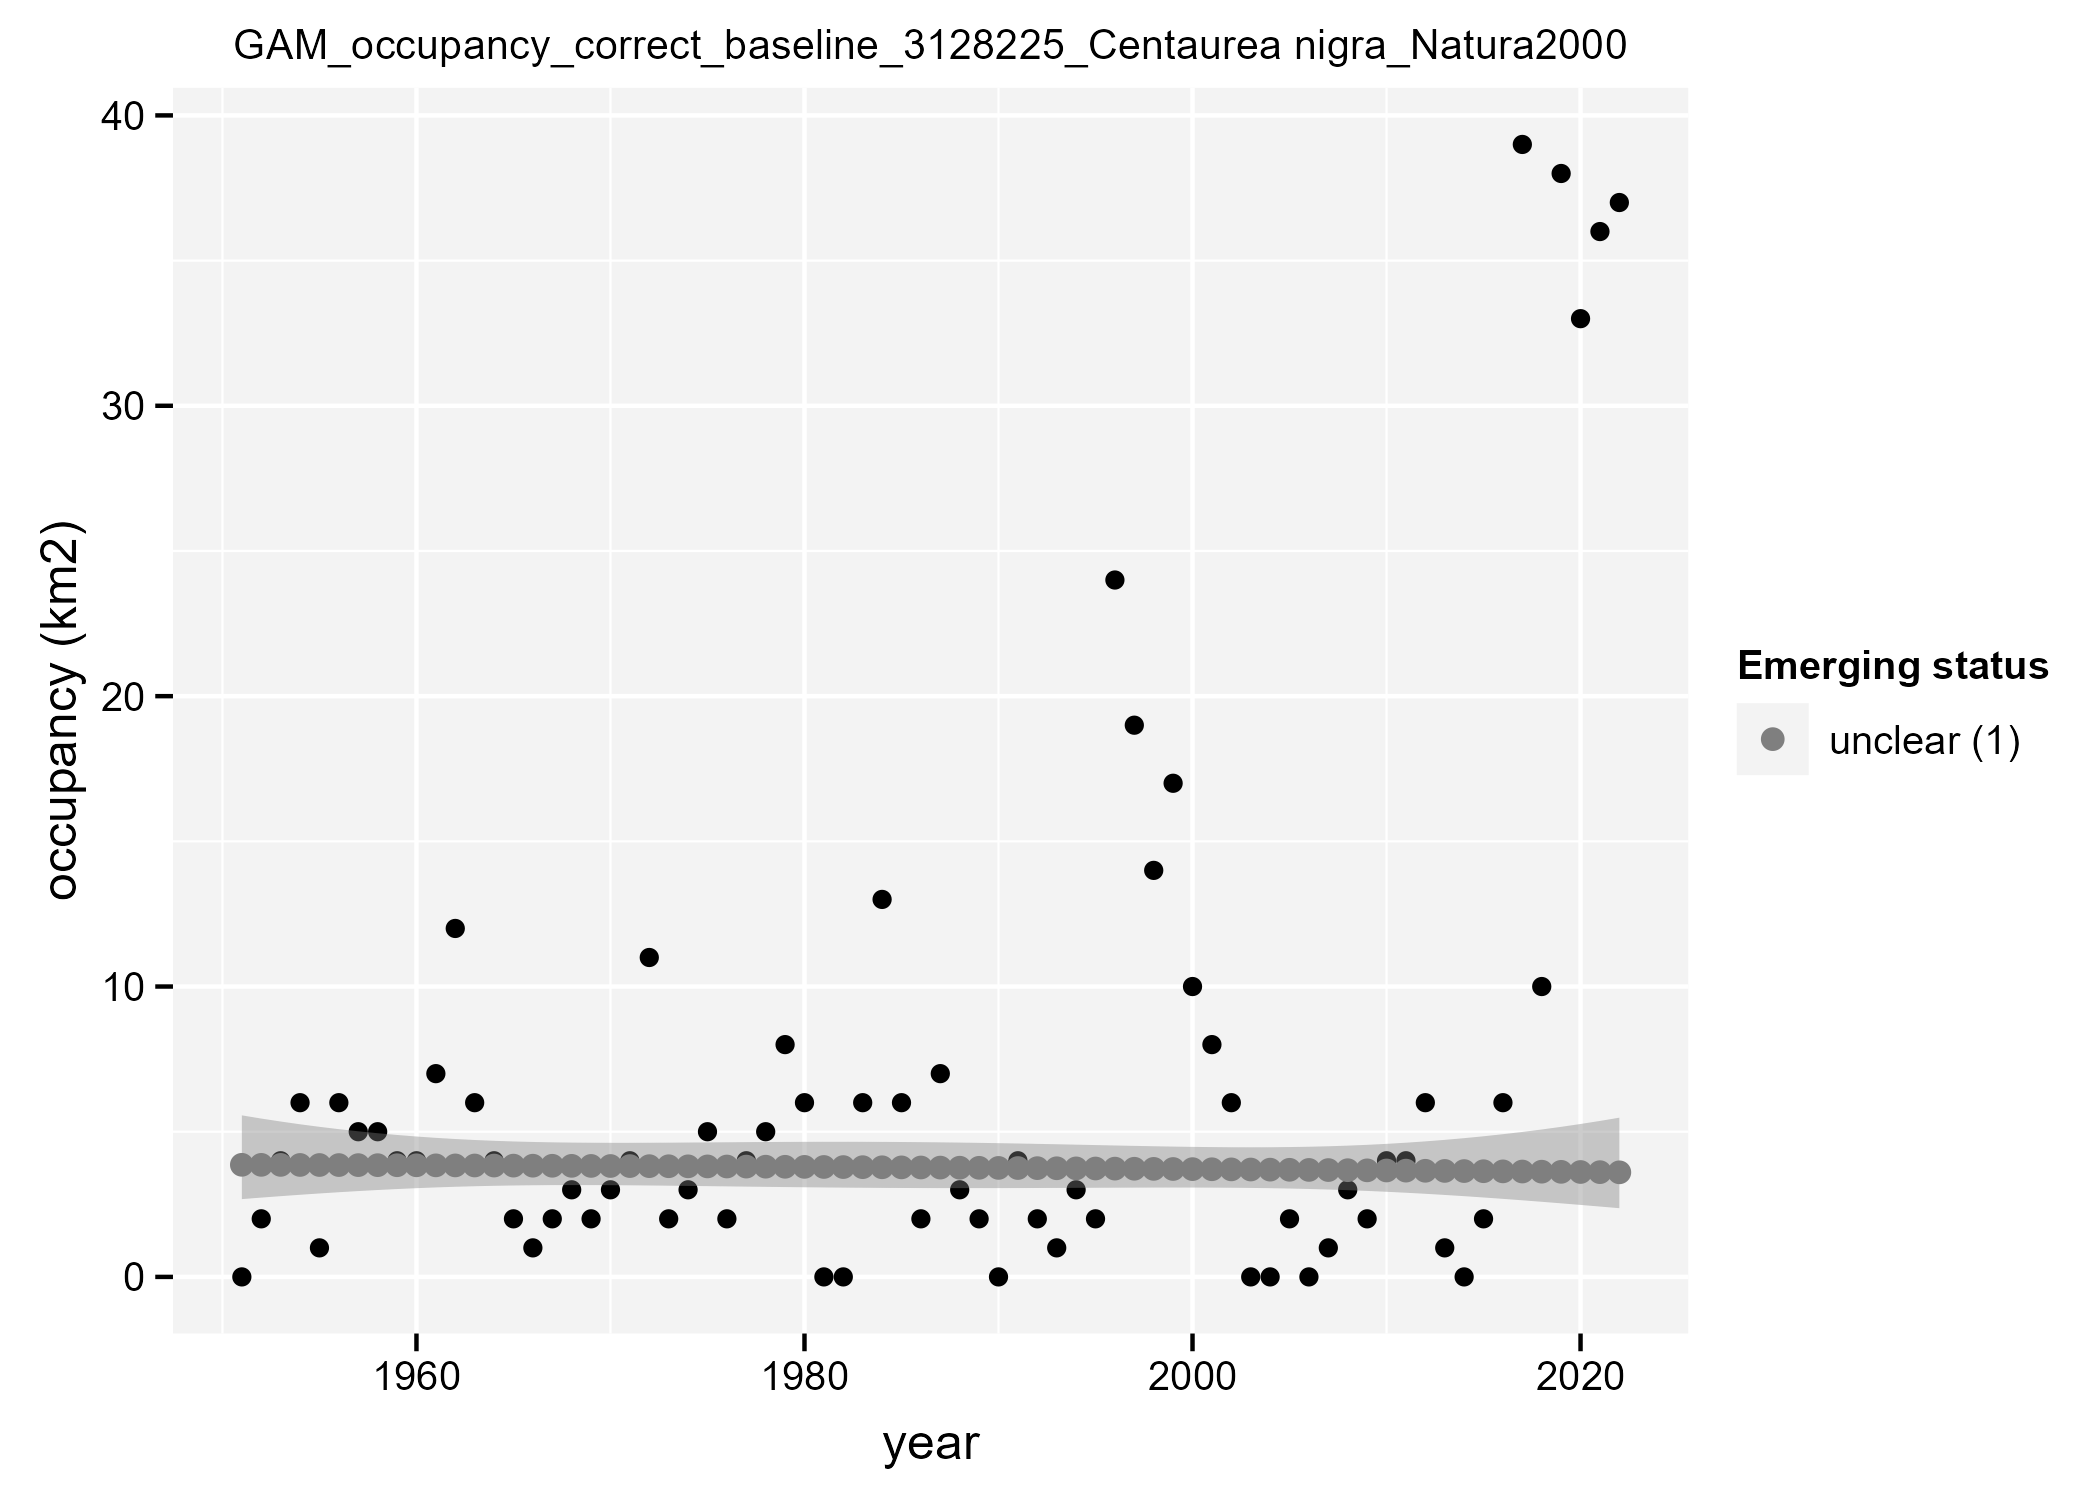 GAM_occupancy_correct_baseline_3128225_Centaurea nigra_Natura2000
40
30
20
10
0
occupancy (km2)
1960 1980 2000 2020
year
Emerging status
unclear (1)